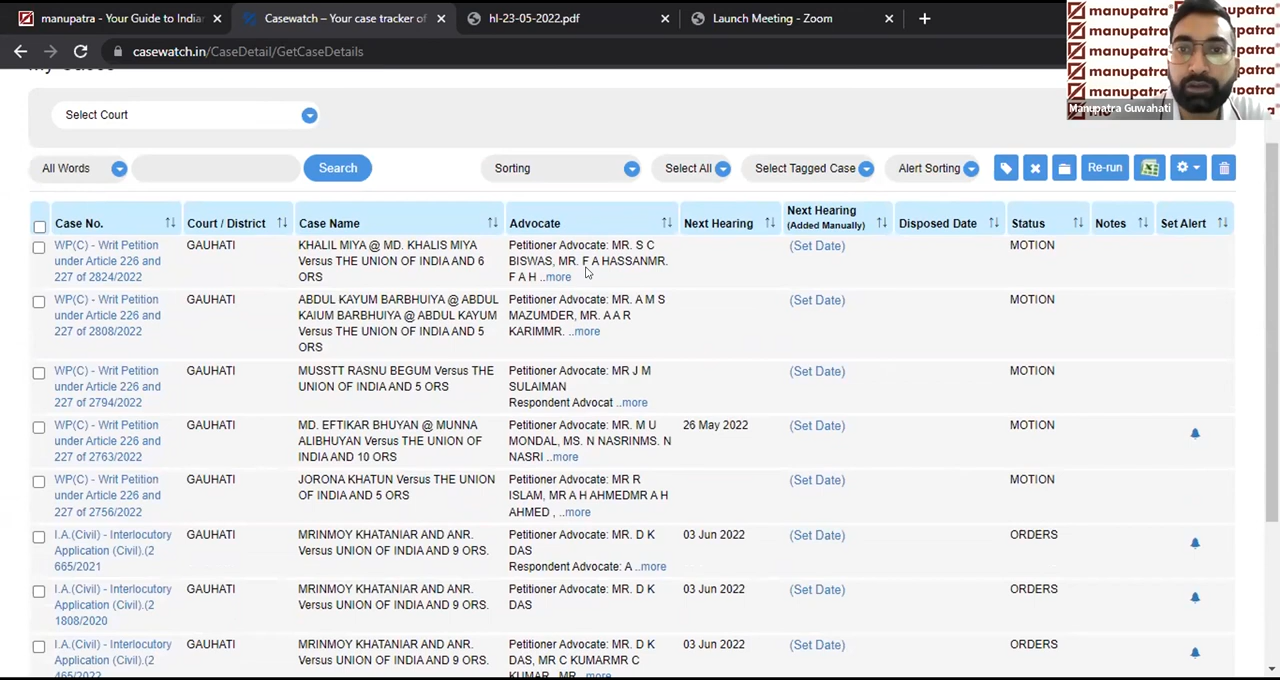 manupatra - Your Guide to Indian
Casewatch – Your case tracker of
hl-23-05-2022.pdf
Launch Meeting - Zoom
casewatch.in/CaseDetail/GetCaseDetails
manupatra
Manupatra Guwahati
Select Court
All Words
Search
Sorting
Select All
Select Tagged Case
Alert Sorting
Re-run
Case No.
Court / District
Case Name
Advocate
Next Hearing
Next Hearing
(Added Manually)
Disposed Date
Status
Notes
Set Alert
WP(C) - Writ Petition
under Article 226 and
227 of 2824/2022
GAUHATI
KHALIL MIYA @ MD. KHALIS MIYA
Versus THE UNION OF INDIA AND 6
ORS
Petitioner Advocate: MR. S C
BISWAS, MR. F A HASSANMR.
F A H ..more
(Set Date)
MOTION
WP(C) - Writ Petition
under Article 226 and
227 of 2808/2022
GAUHATI
ABDUL KAYUM BARBHUIYA @ ABDUL
KAIUM BARBHUIYA @ ABDUL KAYUM
Versus THE UNION OF INDIA AND 5
ORS
Petitioner Advocate: MR. A M S
MAZUMDER, MR. A A R
KARIMMR. ..more
(Set Date)
MOTION
WP(C) - Writ Petition
under Article 226 and
227 of 2794/2022
GAUHATI
MUSSTT RASNU BEGUM Versus THE
UNION OF INDIA AND 5 ORS
Petitioner Advocate: MR J M
SULAIMAN
Respondent Advocat ..more
(Set Date)
MOTION
WP(C) - Writ Petition
under Article 226 and
227 of 2763/2022
GAUHATI
MD. EFTIKAR BHUYAN @ MUNNA
ALIBHUYAN Versus THE UNION OF
INDIA AND 10 ORS
Petitioner Advocate: MR. M U
MONDAL, MS. N NASRINMS. N
NASRI ..more
26 May 2022
(Set Date)
MOTION
WP(C) - Writ Petition
under Article 226 and
227 of 2756/2022
GAUHATI
JORONA KHATUN Versus THE UNION
OF INDIA AND 5 ORS
Petitioner Advocate: MR R
ISLAM, MR A H AHMEDMR A H
AHMED , ..more
(Set Date)
MOTION
I.A.(Civil) - Interlocutory
Application (Civil).(2
665/2021
GAUHATI
MRINMOY KHATANIAR AND ANR.
Versus UNION OF INDIA AND 9 ORS.
Petitioner Advocate: MR. D K
DAS
Respondent Advocate: A ..more
03 Jun 2022
(Set Date)
ORDERS
I.A.(Civil) - Interlocutory
Application (Civil).(2
1808/2020
GAUHATI
MRINMOY KHATANIAR AND ANR.
Versus UNION OF INDIA AND 9 ORS.
Petitioner Advocate: MR. D K
DAS
03 Jun 2022
(Set Date)
ORDERS
I.A.(Civil) - Interlocutory
Application (Civil).(2
465/2022
GAUHATI
MRINMOY KHATANIAR AND ANR.
Versus UNION OF INDIA AND 9 ORS.
Petitioner Advocate: MR. D K
DAS, MR C KUMARMR C
KUMAR , MR ...more
03 Jun 2022
(Set Date)
ORDERS